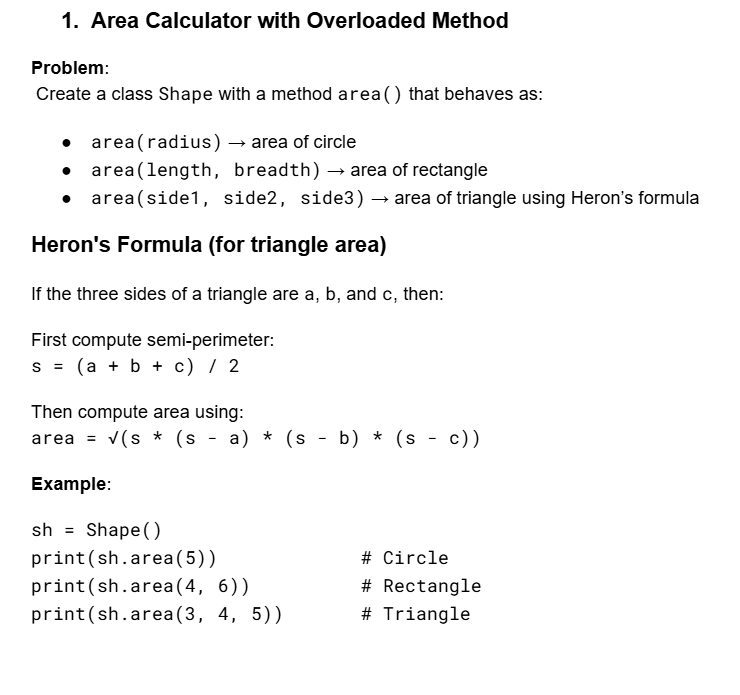 1. Area Calculator with Overloaded Method
Problem:
Create a class Shape with a method area() that behaves as:
● area(radius) → area of circle
● area(length, breadth) → area of rectangle
● area(side1, side2, side3) → area of triangle using Heron’s formula
Heron's Formula (for triangle area)
If the three sides of a triangle are a, b, and c, then:
First compute semi-perimeter:
s = (a + b + c) / 2
Then compute area using:
area = √(s * (s - a) * (s - b) * (s - c))
Example:
sh = Shape()
print(sh.area(5)) # Circle
print(sh.area(4, 6)) # Rectangle
print(sh.area(3, 4, 5)) # Triangle